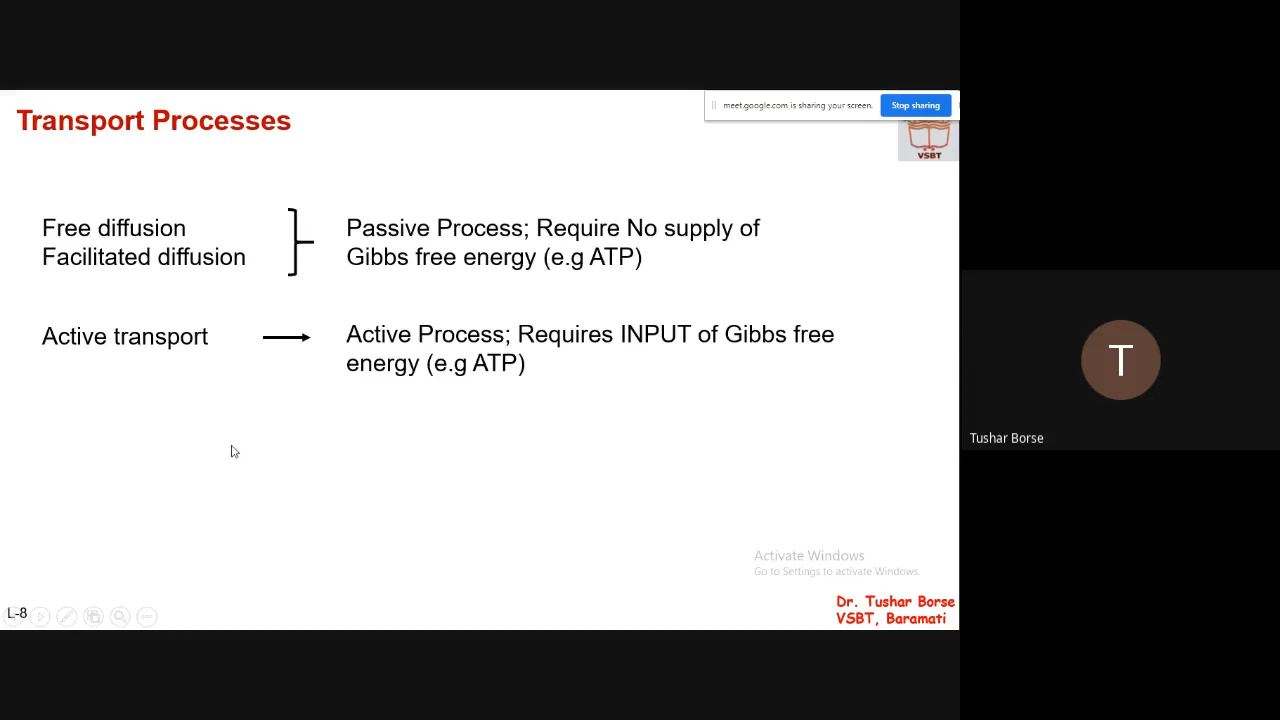 Transport Processes
meet.google.com is sharing your screen.
Stop sharing
VSBT
Free diffusion
Facilitated diffusion
Passive Process; Require No supply of
Gibbs free energy (e.g ATP)
Active transport
Active Process; Requires INPUT of Gibbs free
energy (e.g ATP)
T
Tushar Borse
Activate Windows
Go to Settings to activate Windows.
Dr. Tushar Borse
VSBT, Baramati
L-8